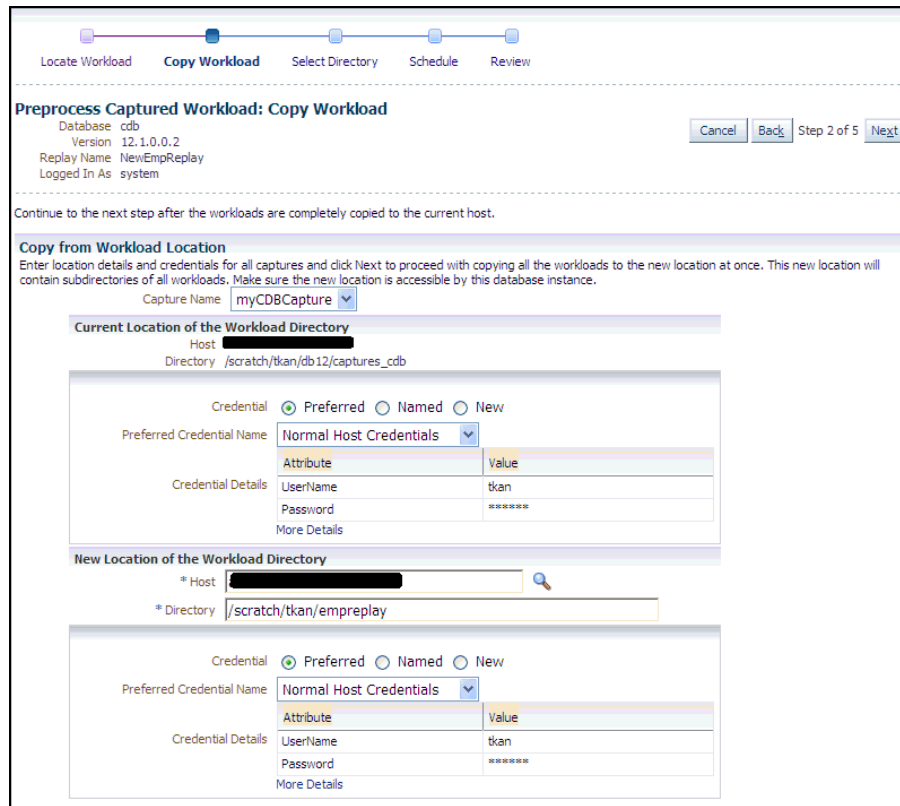 Locate Workload Copy Workload Select Directory Schedule Review
Preprocess Captured Workload: Copy Workload
Database cdb
Version 12.1.0.0.2
Replay Name NewEmpReplay
Logged In As system
Cancel Back Step 2 of 5 Next
Continue to the next step after the workloads are completely copied to the current host.
Copy from Workload Location
Enter location details and credentials for all captures and click Next to proceed with copying all the workloads to the new location at once. This new location will
contain subdirectories of all workloads. Make sure the new location is accessible by this database instance.
Capture Name myCDBCapture
Current Location of the Workload Directory
Host
Directory /scratch/tkan/db12/captures_cdb
Credential Preferred Named New
Preferred Credential Name Normal Host Credentials
Attribute Value
Credential Details UserName tkan
Password ******
More Details
New Location of the Workload Directory
* Host
* Directory /scratch/tkan/empreplay
Credential Preferred Named New
Preferred Credential Name Normal Host Credentials
Attribute Value
Credential Details UserName tkan
Password ******
More Details